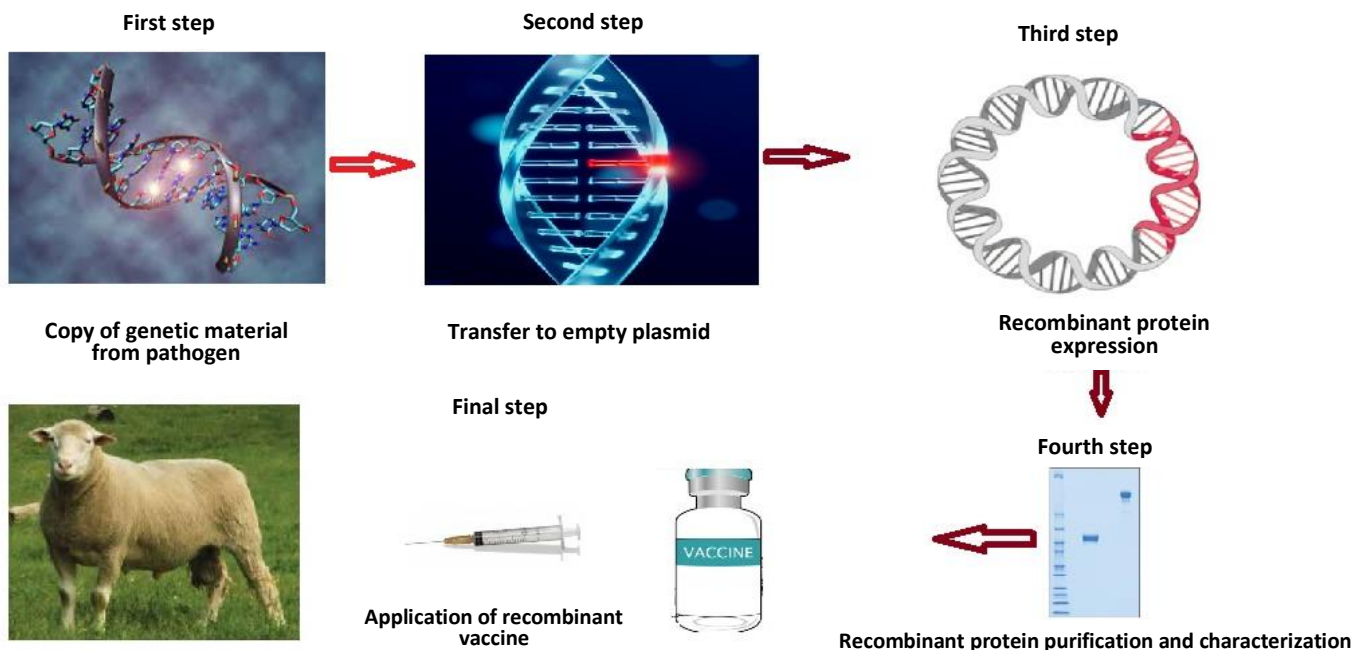 First step
Second step
Third step
Copy of genetic material
from pathogen
Transfer to empty plasmid
Recombinant protein
expression
Fourth step
Recombinant protein purification and characterization
Final step
VACCINE
Application of recombinant
vaccine